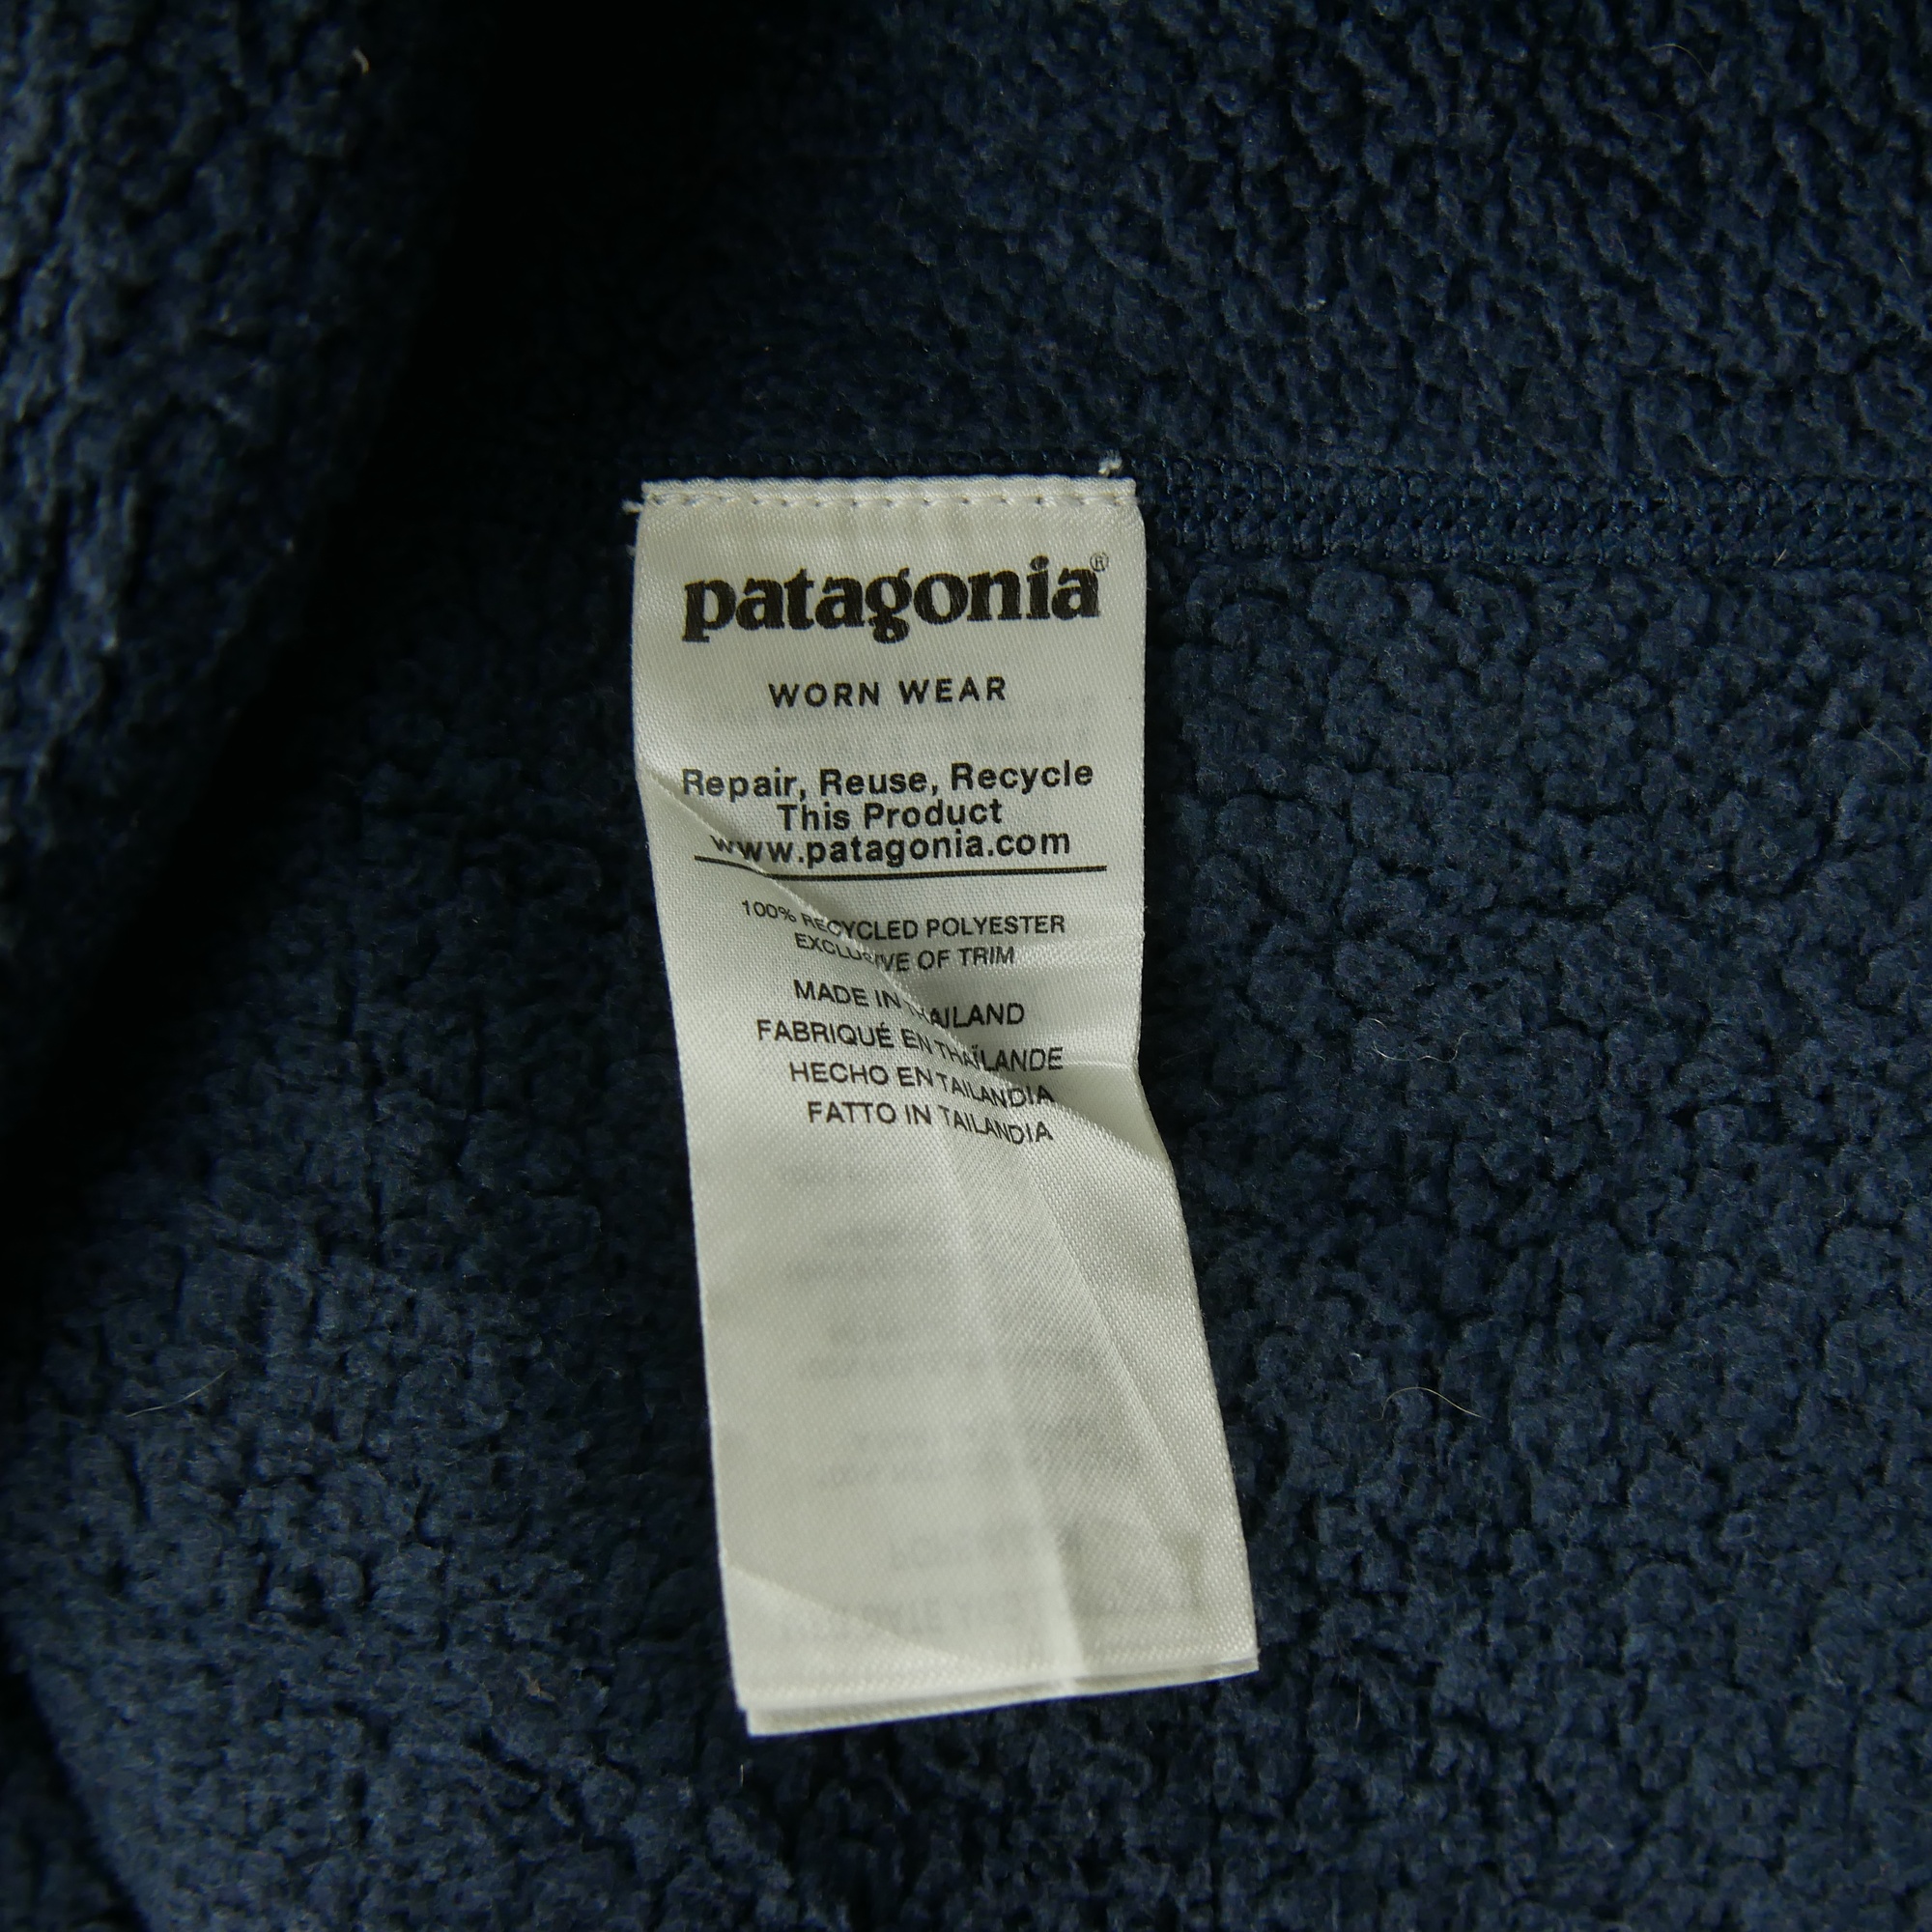 patagonia®
WORN WEAR
Repair, Reuse, Recycle
This Product
www.patagonia.com
100% RECYCLED POLYESTER
EXCLUSIVE OF TRIM
MADE IN THAILAND
FABRIQUÉ EN THAÏLANDE
HECHO EN TAILANDIA
FATTO IN TAILANDIA